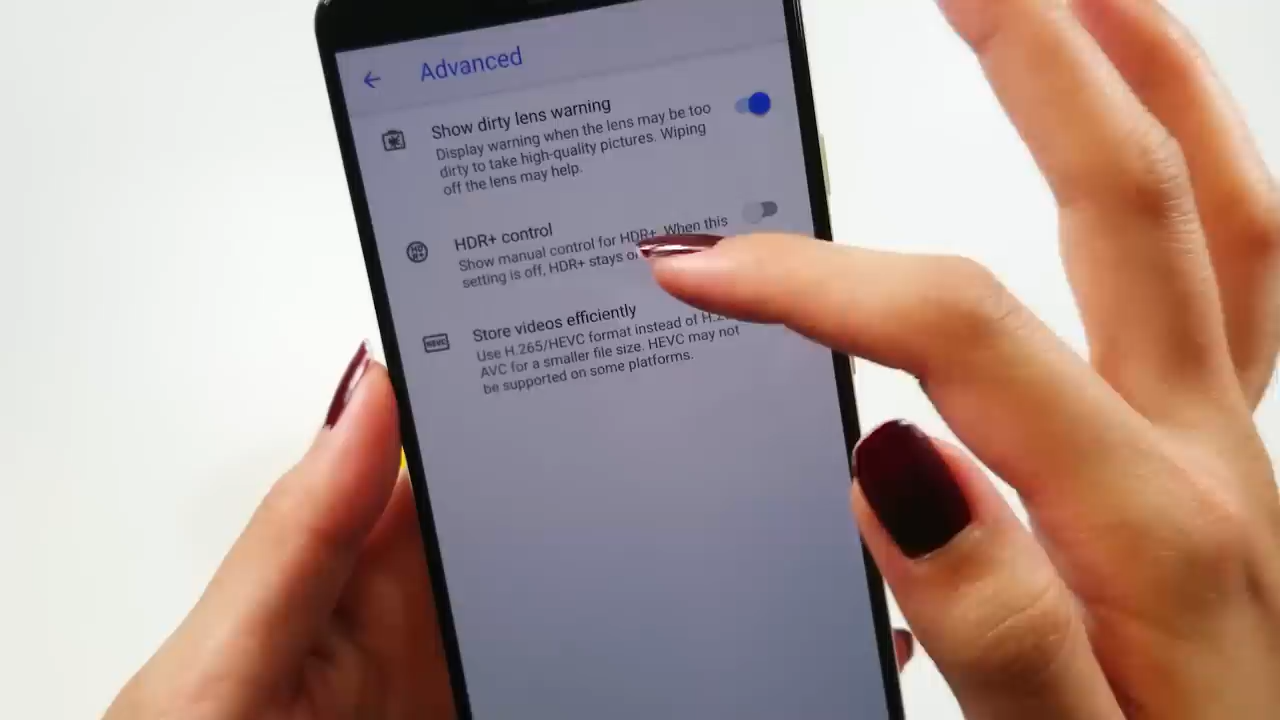 Advanced
Show dirty lens warning
Display warning when the lens may be too
dirty to take high-quality pictures. Wiping
off the lens may help.
HDR+ control
Show manual control for HDR+. When this
setting is off, HDR+ stays
Store videos efficiently
Use H.265/HEVC format instead of
AVC for a smaller file size. HEVC may not
be supported on some platforms.